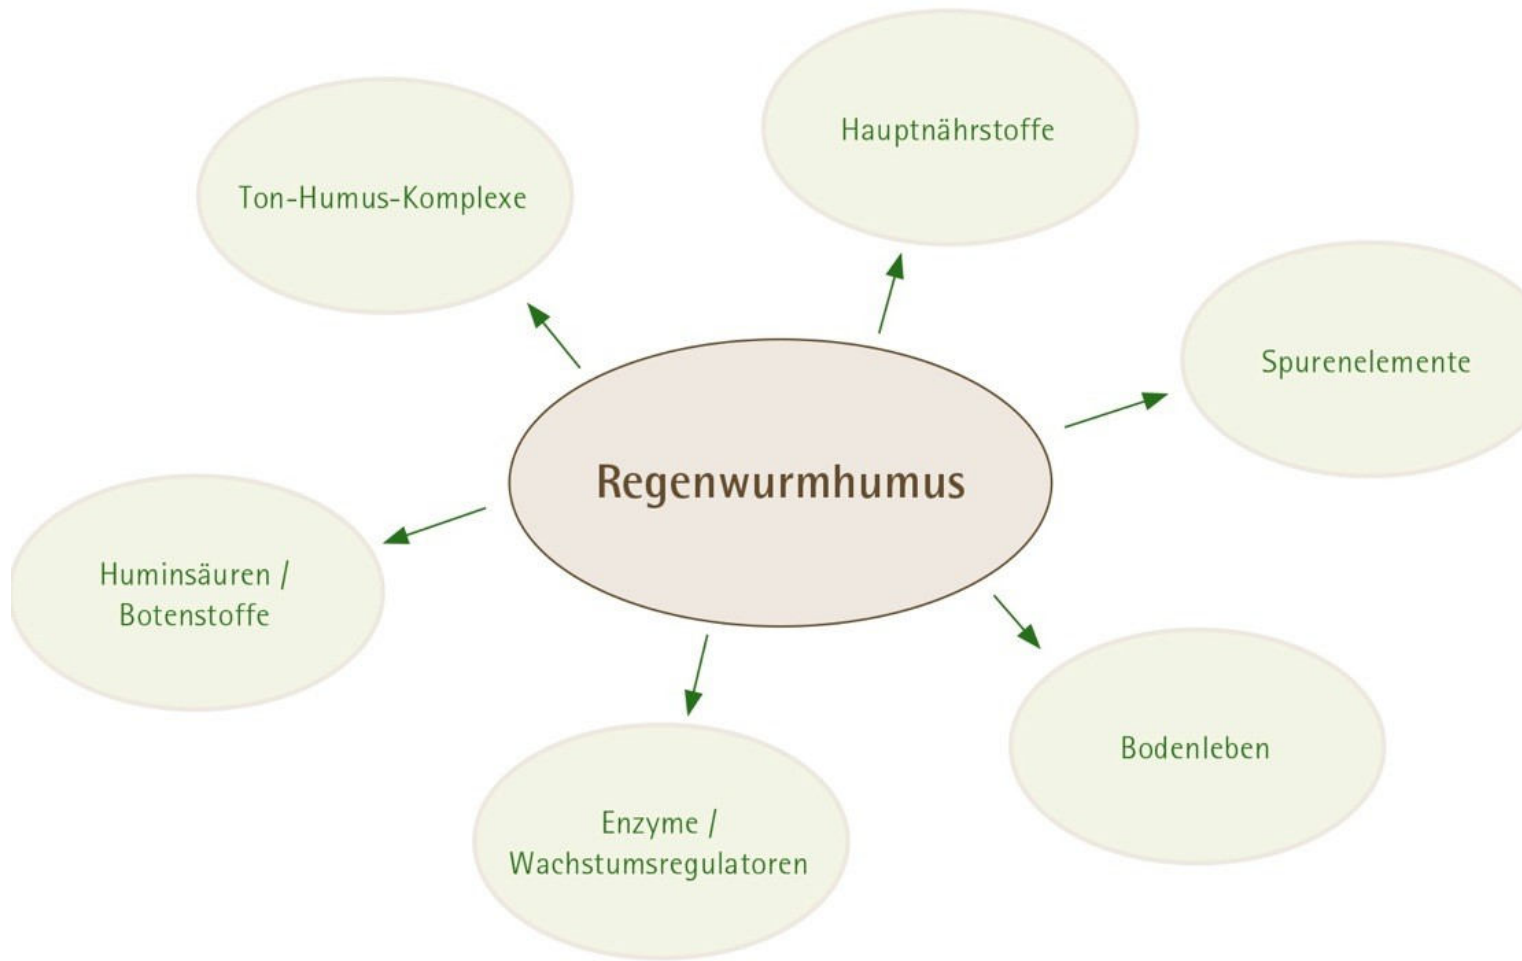 Hauptnährstoffe
Ton-Humus-Komplexe
Spurenelemente
Regenwurmhumus
Huminsäuren /
Botenstoffe
Bodenleben
Enzyme /
Wachstumsregulatoren